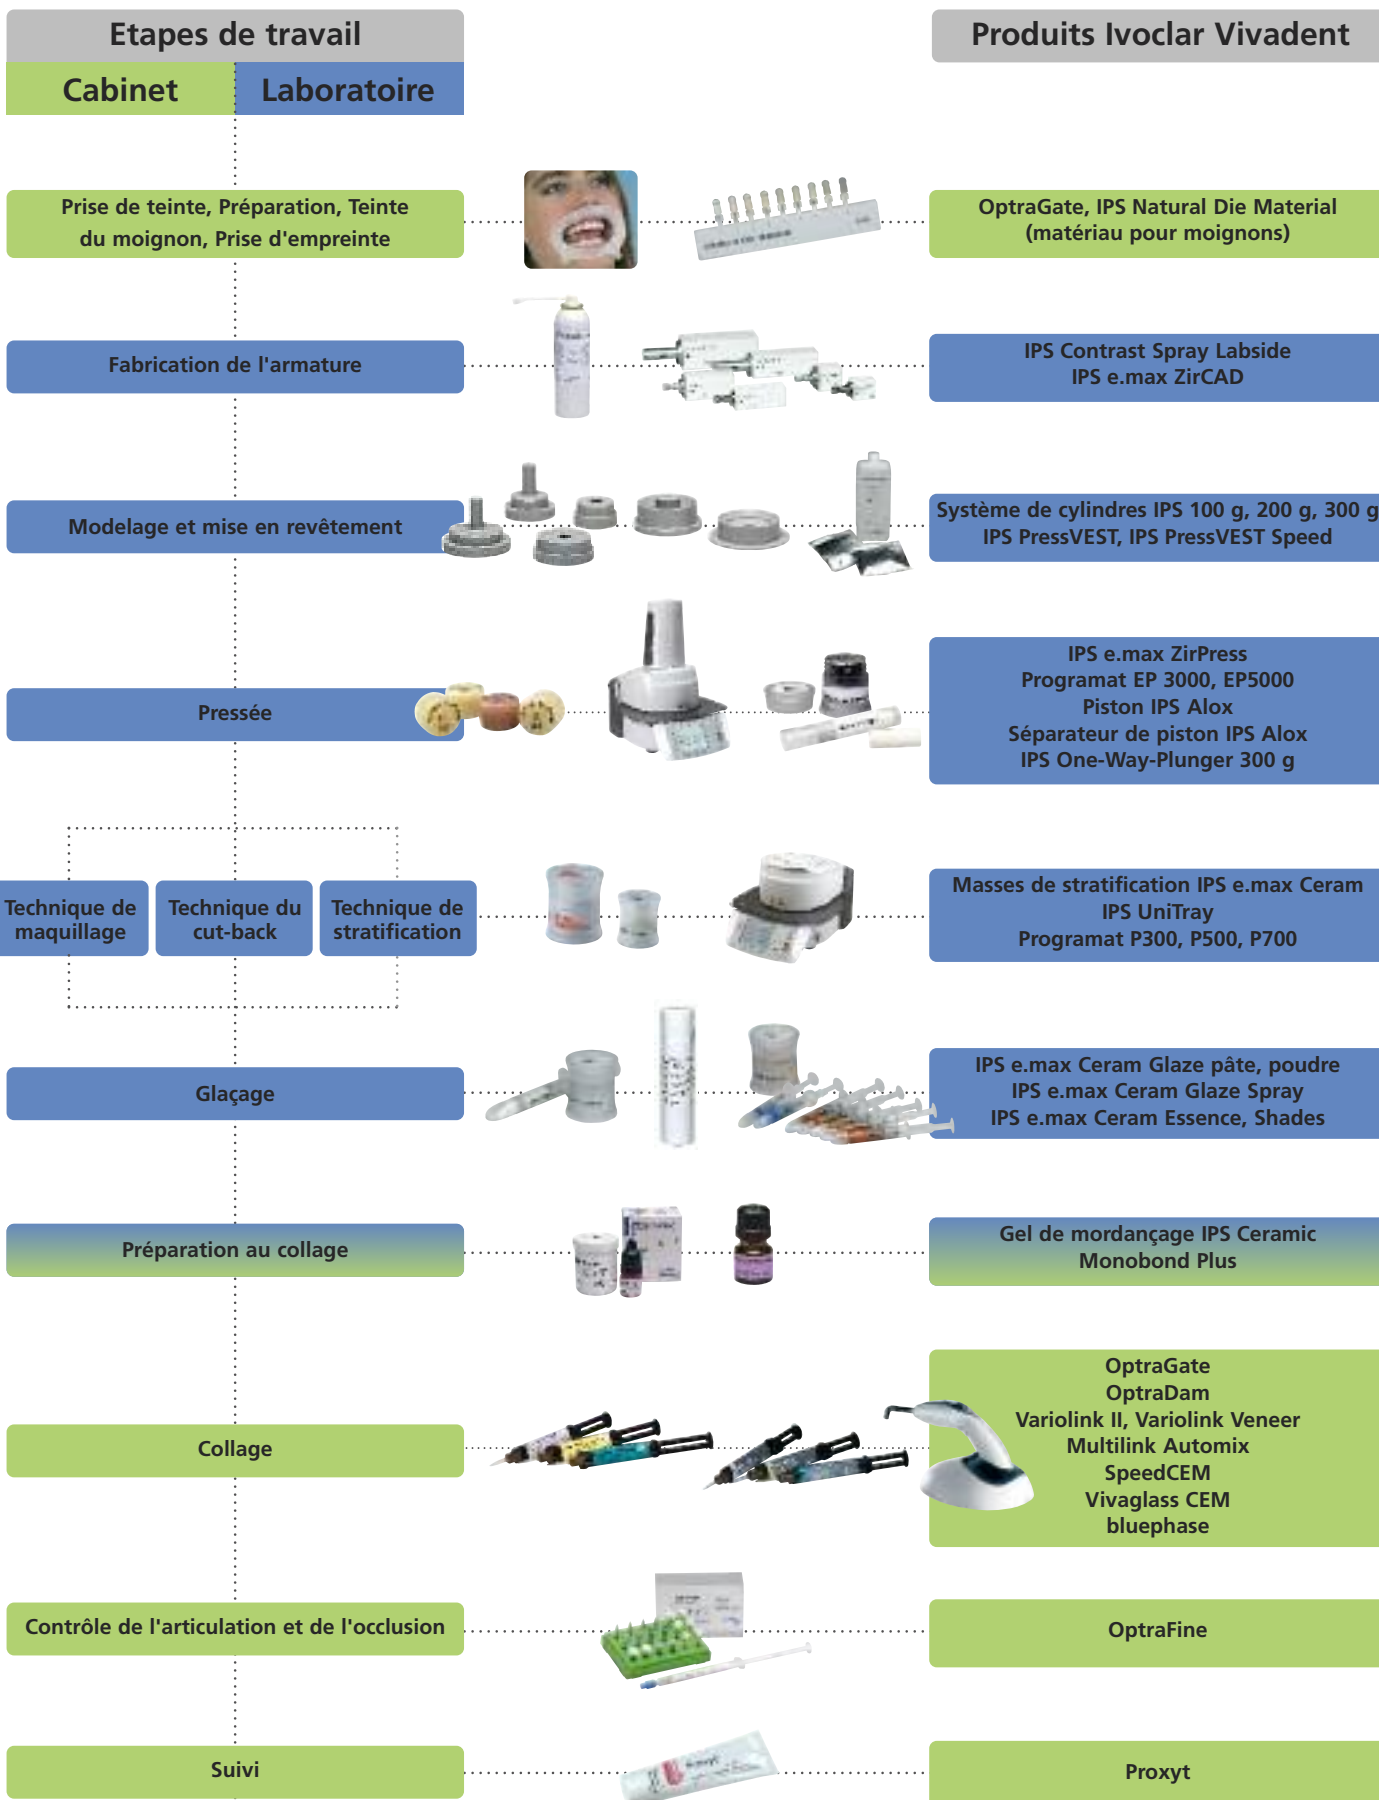 Etapes de travail
Produits Ivoclar Vivadent
Cabinet
Laboratoire
Prise de teinte, Préparation, Teinte
du moignon, Prise d'empreinte
OptraGate, IPS Natural Die Material
(matériau pour moignons)
Fabrication de l'armature
IPS Contrast Spray Labside
IPS e.max ZirCAD
Modelage et mise en revêtement
Système de cylindres IPS 100 g, 200 g, 300 g
IPS PressVEST, IPS PressVEST Speed
Pressée
IPS e.max ZirPress
Programat EP 3000, EP5000
Piston IPS Alox
Séparateur de piston IPS Alox
IPS One-Way-Plunger 300 g
Technique de
maquillage
Technique du
cut-back
Technique de
stratification
Masses de stratification IPS e.max Ceram
IPS UniTray
Programat P300, P500, P700
Glaçage
IPS e.max Ceram Glaze pâte, poudre
IPS e.max Ceram Glaze Spray
IPS e.max Ceram Essence, Shades
Préparation au collage
Gel de mordançage IPS Ceramic
Monobond Plus
Collage
OptraGate
OptraDam
Variolink II, Variolink Veneer
Multilink Automix
SpeedCEM
Vivaglass CEM
bluephase
Contrôle de l'articulation et de l'occlusion
OptraFine
Suivi
Proxyt